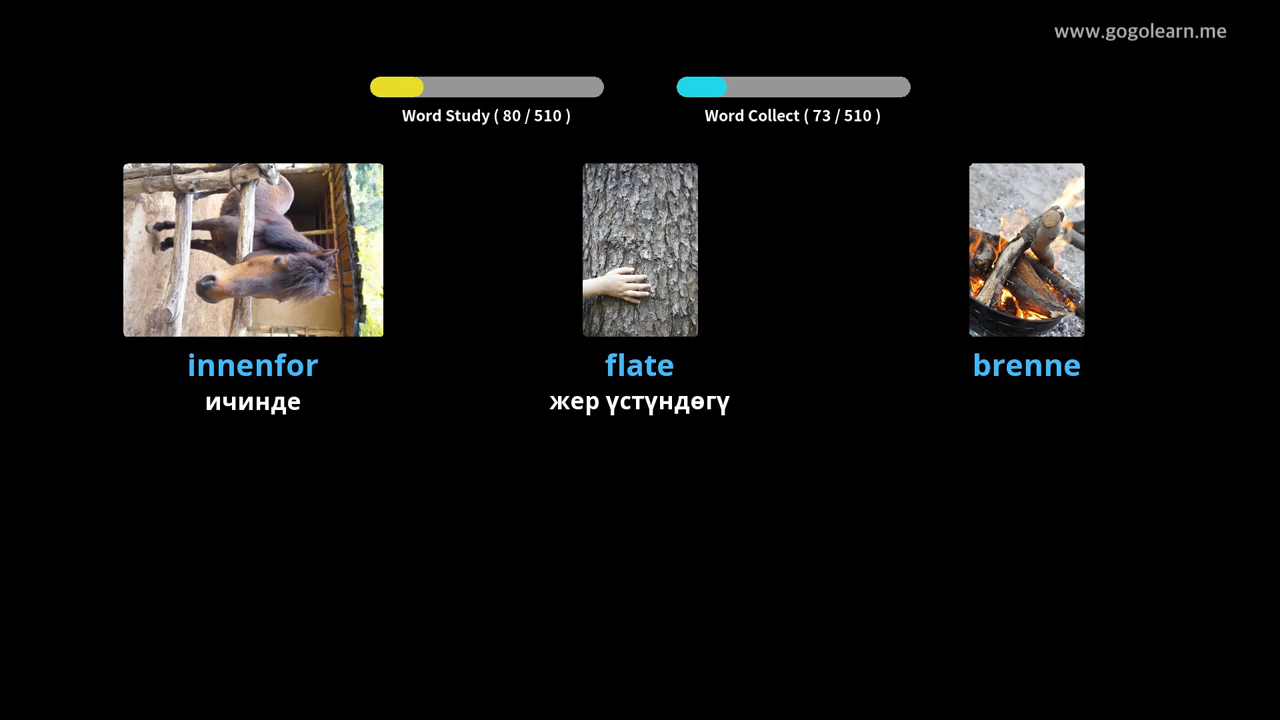 www.gogolearn.me
Word Study ( 80 / 510 )
Word Collect ( 73 / 510 )
innenfor
ичинде
flate
жер үстүндөгү
brenne